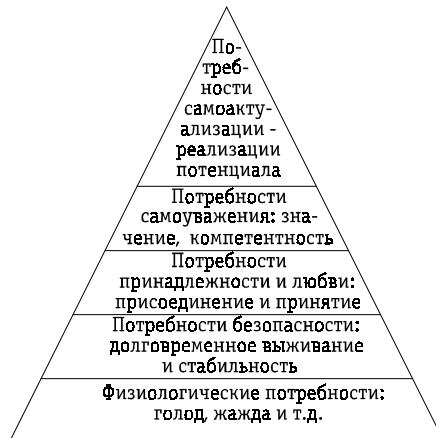 По-
треб-
ности
самоакту-
ализации -
реализации
потенциала
Потребности
самоуважения: зна-
чение, компетентность
Потребности
принадлежности и любви:
присоединение и принятие
Потребности безопасности:
долговременное выживание
и стабильность
Физиологические потребности:
голод, жажда и т.д.